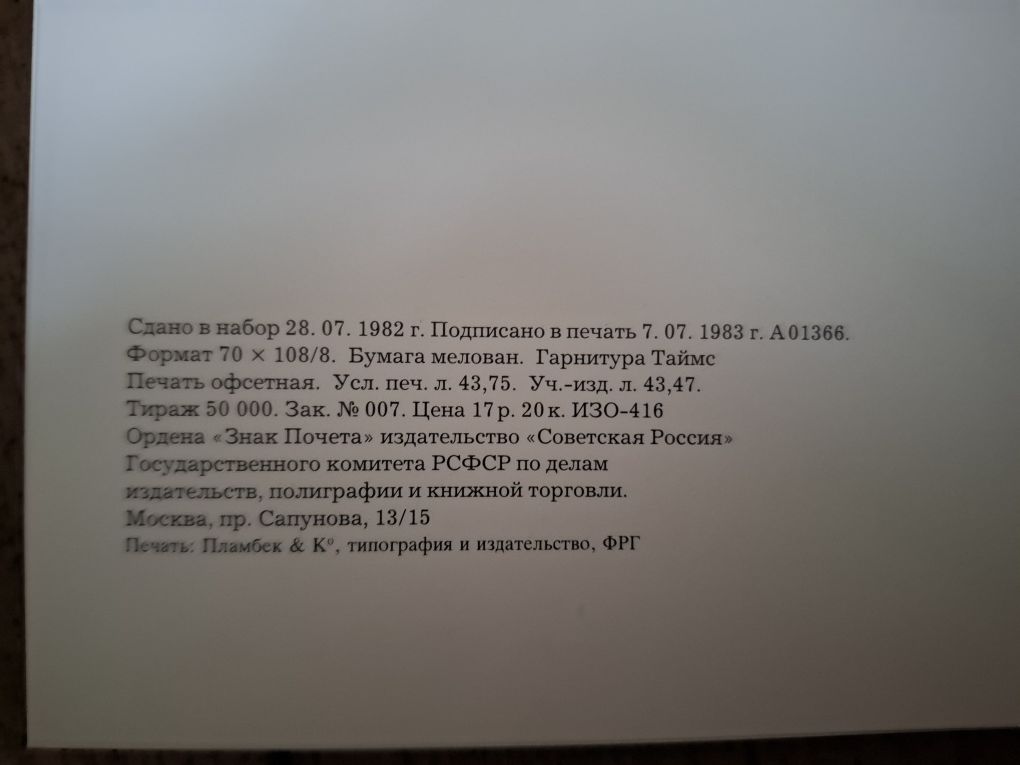 Сдано в набор 28. 07. 1982 г. Подписано в печать 7. 07. 1983 г. А 01366.
Формат 70 × 108/8. Бумага мелован. Гарнитура Таймс
Печать офсетная. Усл. печ. л. 43,75. Уч.-изд. л. 43,47.
Тираж 50 000. Зак. № 007. Цена 17 р. 20 к. ИЗО-416
Ордена «Знак Почета» издательство «Советская Россия»
Государственного комитета РСФСР по делам
издательств, полиграфии и книжной торговли.
Москва, пр. Сапунова, 13/15
Печать: Пламбек & Kº, типография и издательство, ФРГ